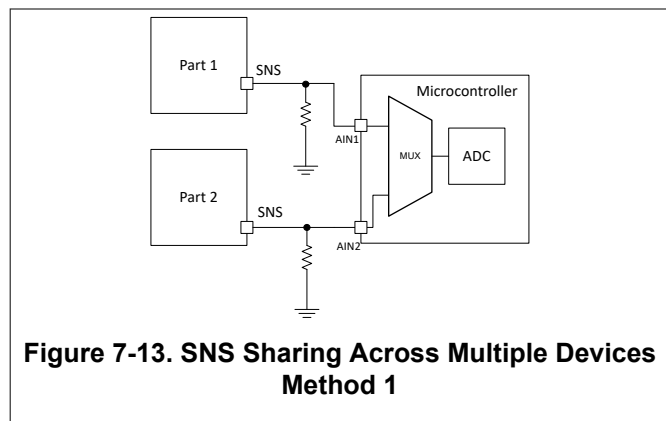 Part 1
SNS
Microcontroller
AIN1
MUX
ADC
Part 2
SNS
AIN2
Figure 7-13. SNS Sharing Across Multiple Devices
Method 1